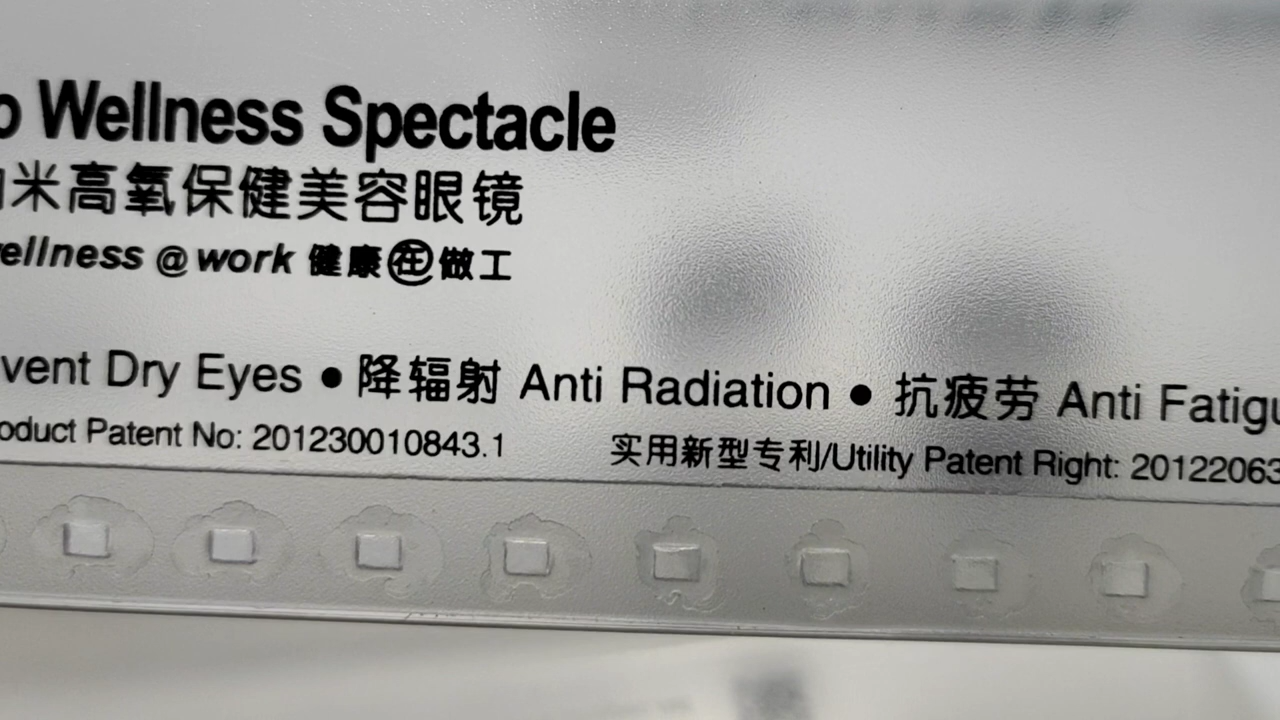 Wellness Spectacle
米高氧保健美容眼镜
ellness @ work 健康在做工
vent Dry Eyes • 降辐射 Anti Radiation • 抗疲劳 Anti Fatigu
oduct Patent No: 201230010843.1 实用新型专利/Utility Patent Right: 20122063